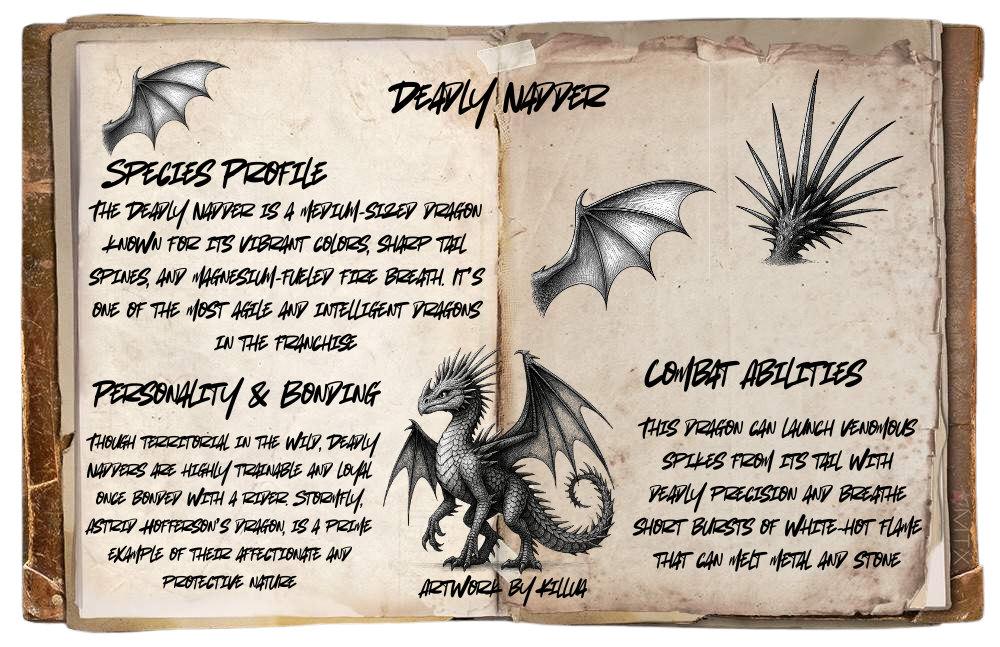 Deadly Nadder
Species Profile
The Deadly Nadder is a medium-sized dragon
known for its vibrant colors, sharp tail
spines, and magnesium-fueled fire breath. It's
one of the most agile and intelligent dragons
in the franchise
Personality & Bonding
Though territorial in the wild, Deadly
Nadders are highly trainable and loyal
once bonded with a rider. Stormfly,
Astrid Hofferson's dragon, is a prime
example of their affectionate and
protective nature
Artwork by Killua
Combat Abilities
This dragon can launch venomous
spikes from its tail with
deadly precision and breathe
short bursts of white-hot flame
that can melt metal and stone